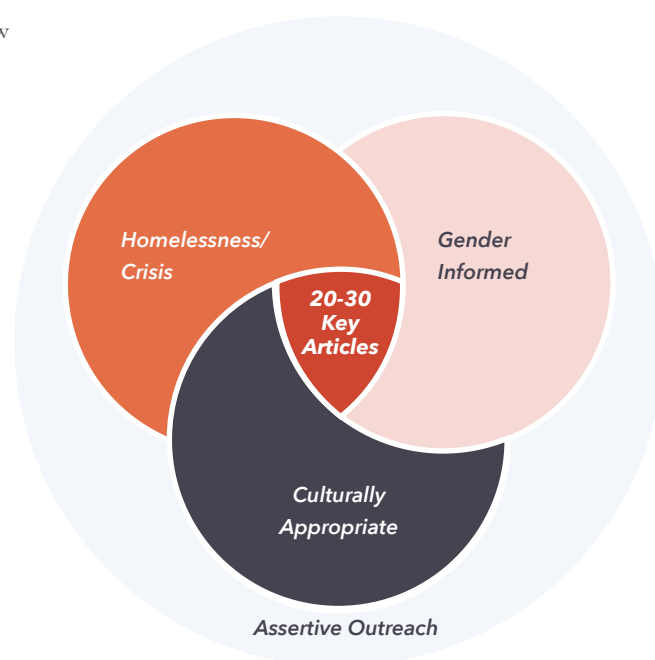 w
Homelessness/
Crisis
Gender
Informed
20-30
Key
Articles
Culturally
Appropriate
Assertive Outreach